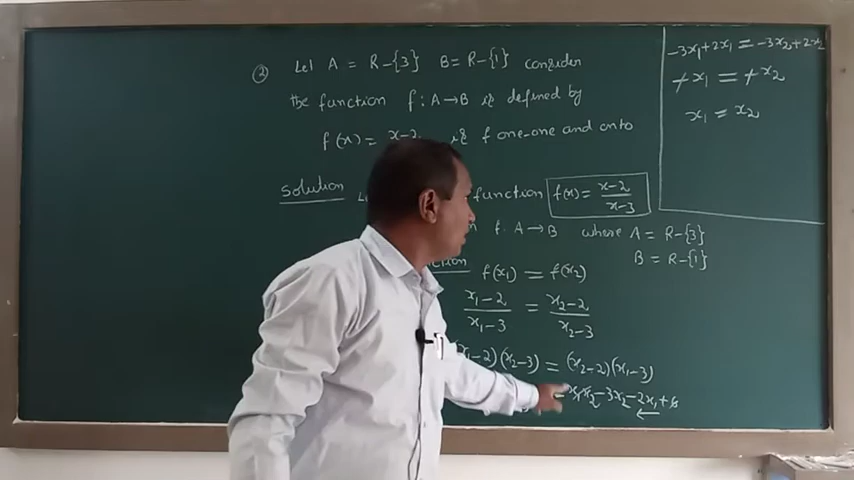 ② Let A = R-{3} B = R-{1} consider
the function f: A→B is defined by
f(x) = x-2 is f one-one and onto
Solution function f(x) = x-2 / x-3
f: A→B where A = R-{3}
B = R-{1}
f(x₁) = f(x₂)
x₁-2 / x₁-3 = x₂-2 / x₂-3
(x₁-2)(x₂-3) = (x₂-2)(x₁-3)
x₁x₂-3x₂-2x₁+6
-3x₁+2x₁ = -3x₂+2x₂
-x₁ = -x₂
x₁ = x₂